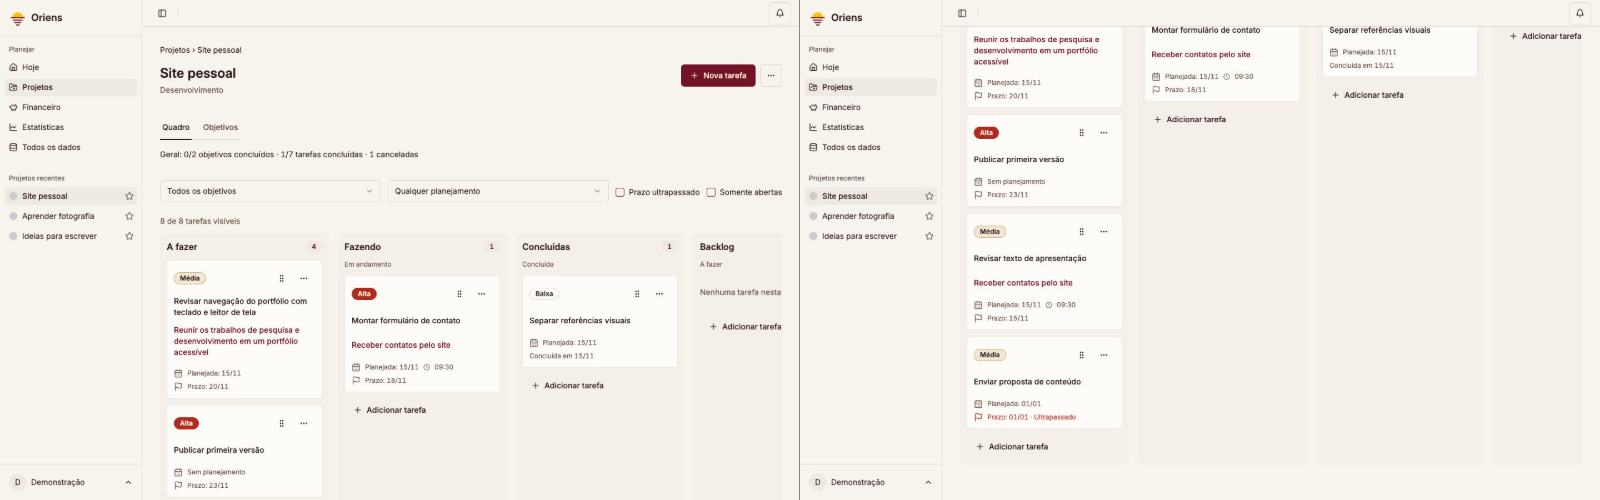 Oriens
Planejar
Hoje
Projetos
Financeiro
Estatísticas
Todos os dados
Projetos recentes
Site pessoal
Aprender fotografia
Ideias para escrever
D Demonstração
Projetos › Site pessoal
Site pessoal
Desenvolvimento
+ Nova tarefa
...
Quadro Objetivos
Geral: 0/2 objetivos concluídos · 1/7 tarefas concluídas · 1 canceladas
Todos os objetivos
Qualquer planejamento
Prazo ultrapassado
Somente abertas
8 de 8 tarefas visíveis
A fazer 4
Média
Revisar navegação do portfólio com
teclado e leitor de tela
Reunir os trabalhos de pesquisa e
desenvolvimento em um portfólio
acessível
Planejada: 15/11
Prazo: 20/11
Alta
Publicar primeira versão
Sem planejamento
Prazo: 23/11
Fazendo 1
Em andamento
Alta
Montar formulário de contato
Receber contatos pelo site
Planejada: 15/11 09:30
Prazo: 18/11
+ Adicionar tarefa
Concluídas 1
Concluída
Baixa
Separar referências visuais
Planejada: 15/11
Concluída em 15/11
+ Adicionar tarefa
Backlog
A fazer
Nenhuma tarefa nesta
+ Adicionar tarefa
Oriens
Planejar
Hoje
Projetos
Financeiro
Estatísticas
Todos os dados
Projetos recentes
Site pessoal
Aprender fotografia
Ideias para escrever
D Demonstração
Reunir os trabalhos de pesquisa e
desenvolvimento em um portfólio
acessível
Planejada: 15/11
Prazo: 20/11
Alta
Publicar primeira versão
Sem planejamento
Prazo: 23/11
Média
Revisar texto de apresentação
Receber contatos pelo site
Planejada: 15/11 09:30
Prazo: 15/11
Média
Enviar proposta de conteúdo
Planejada: 01/01
Prazo: 01/01 · Ultrapassado
+ Adicionar tarefa
Montar formulário de contato
Receber contatos pelo site
Planejada: 15/11 09:30
Prazo: 18/11
+ Adicionar tarefa
Separar referências visuais
Planejada: 15/11
Concluída em 15/11
+ Adicionar tarefa
+ Adicionar tarefa